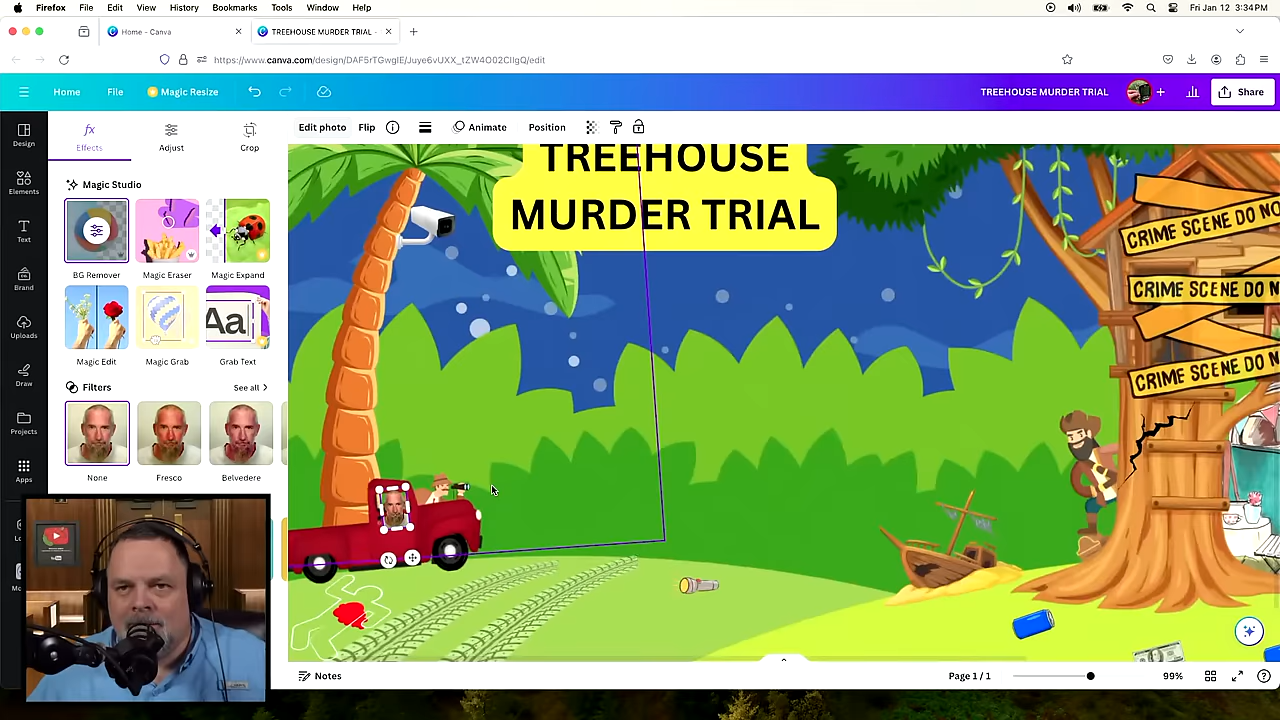 Firefox File Edit View History Bookmarks Tools Window Help Fri Jan 12 3:34PM
Home - Canva TREEHOUSE MURDER TRIAL -
https://www.canva.com/design/DAF5rTGwgIE/Juye6vUXX_tZW4O02CIIgQ/edit
Home File Magic Resize TREEHOUSE MURDER TRIAL Share
Design
Elements
Text
Brand
Uploads
Draw
Projects
Apps
Effects Adjust Crop
Magic Studio
BG Remover Magic Eraser Magic Expand
Aa
Magic Edit Magic Grab Grab Text
Filters See all
None Fresco Belvedere
Edit photo Flip Animate Position
TREEHOUSE
MURDER TRIAL
CRIME SCENE DO NO
CRIME SCENE DO N
CRIME SCENE DO N
Notes Page 1 / 1 99%